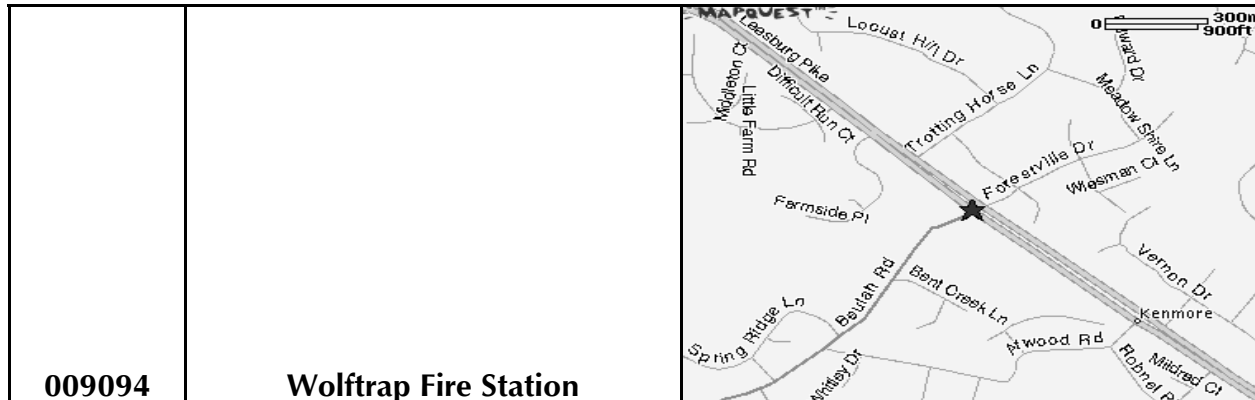 MAPQUEST
0 300m
900ft
Leesburg Pike
Locust Hill Dr
Middleton Ct
Difficult Run Ct
Little Farm Rd
Trotting Horse Ln
Meadow Shire Ln
Forestville Dr
Wiesman Ct
Farmside Pl
Vernon Dr
Beulah Rd
Bent Creek Ln
Kenmore
Spring Ridge Ln
Atwood Rd
Whitley Dr
Mildred Ct
009094
Wolftrap Fire Station